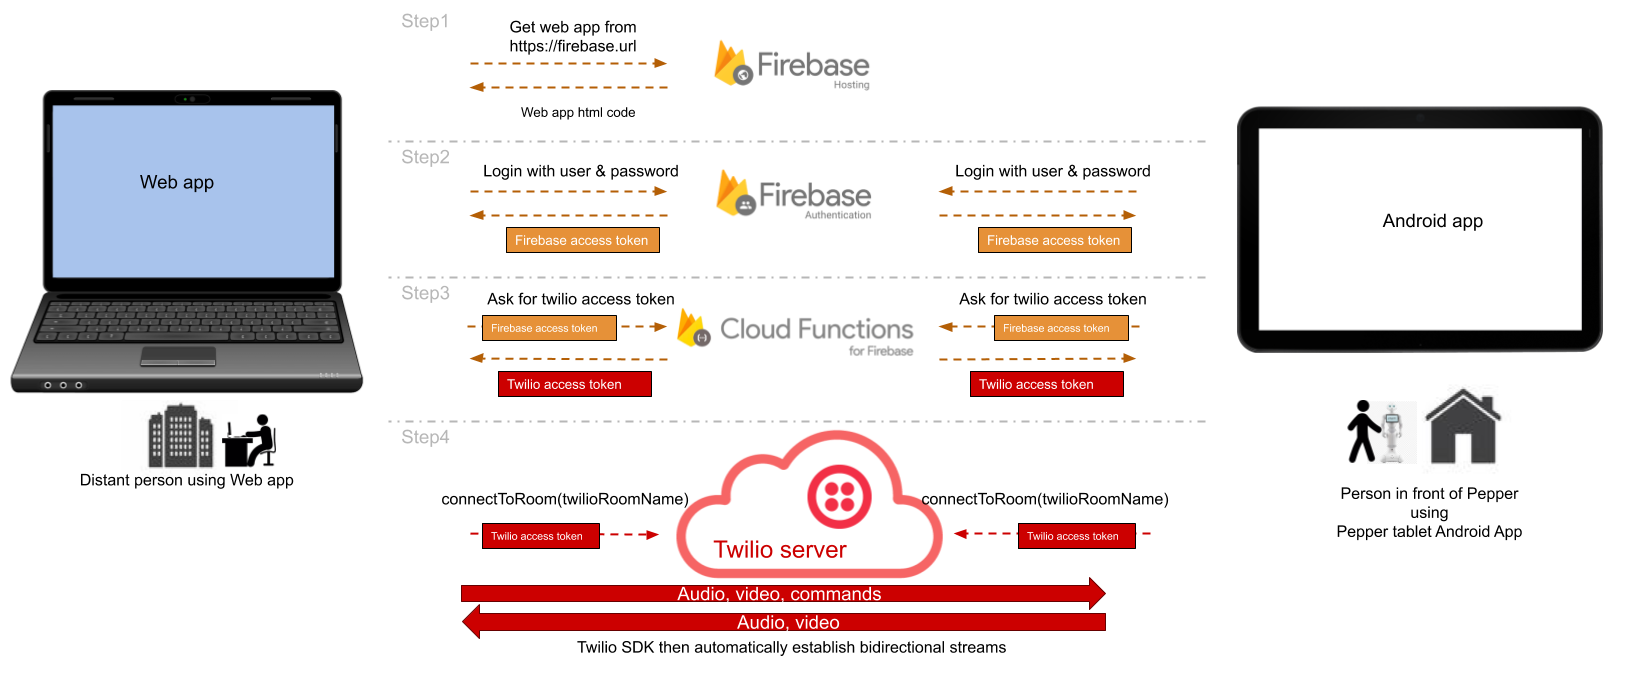 Step1
Get web app from
https://firebase.url
Firebase
Hosting
Web app html code
Web app
Step2
Login with user & password
Firebase
Authentication
Login with user & password
Firebase access token
Firebase access token
Android app
Step3
Ask for twilio access token
Ask for twilio access token
Firebase access token
Cloud Functions
for Firebase
Firebase access token
Twilio access token
Twilio access token
Step4
Distant person using Web app
connectToRoom(twilioRoomName)
connectToRoom(twilioRoomName)
Twilio access token
Twilio server
Twilio access token
Person in front of Pepper
using
Pepper tablet Android App
Audio, video, commands
Audio, video
Twilio SDK then automatically establish bidirectional streams